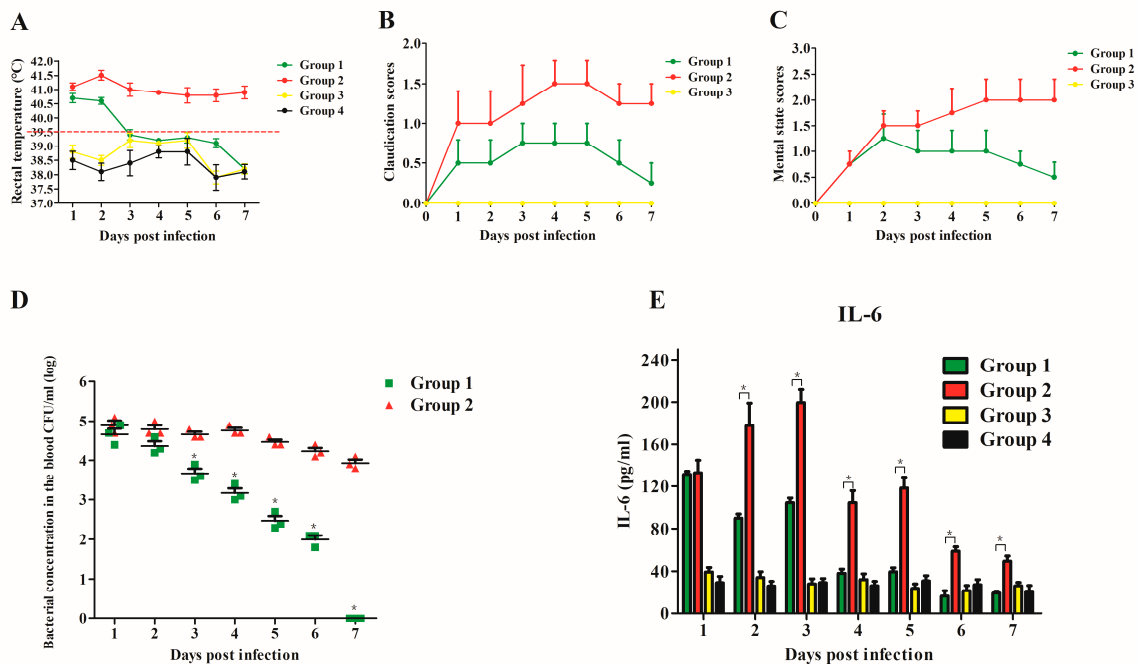 A
Rectal temperature (°C)
42.0
41.5
41.0
40.5
40.0
39.5
39.0
38.5
38.0
37.5
37.0
1 2 3 4 5 6 7
Days post infection
Group 1
Group 2
Group 3
Group 4
B
Claudication scores
2.0
1.5
1.0
0.5
0.0
0 1 2 3 4 5 6 7
Days post infection
Group 1
Group 2
Group 3
C
Mental state scores
3.0
2.5
2.0
1.5
1.0
0.5
0.0
0 1 2 3 4 5 6 7
Days post infection
Group 1
Group 2
Group 3
D
Bacterial concentration in the blood CFU/ml (log)
6
5
4
3
2
1
0
* * * * *
1 2 3 4 5 6 7
Days post infection
Group 1
Group 2
E
IL-6
IL-6 (pg/ml)
240
200
160
120
80
40
0
* * * * * *
1 2 3 4 5 6 7
Days post infection
Group 1
Group 2
Group 3
Group 4